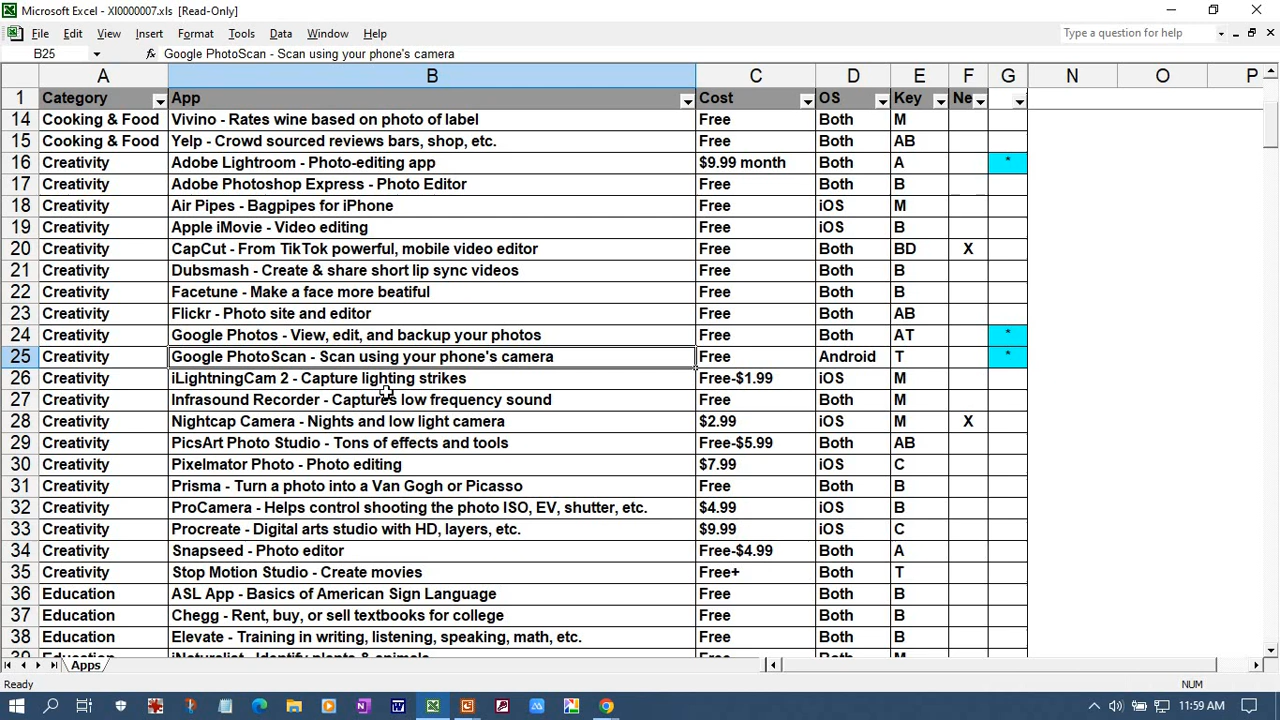 Microsoft Excel - XI0000007.xls [Read-Only]
File Edit View Insert Format Tools Data Window Help Type a question for help
B25 fx Google PhotoScan - Scan using your phone's camera
A B C D E F G N O P
1 Category App Cost OS Key Ne
14 Cooking & Food Vivino - Rates wine based on photo of label Free Both M
15 Cooking & Food Yelp - Crowd sourced reviews bars, shop, etc. Free Both AB
16 Creativity Adobe Lightroom - Photo-editing app $9.99 month Both A *
17 Creativity Adobe Photoshop Express - Photo Editor Free Both B
18 Creativity Air Pipes - Bagpipes for iPhone Free iOS M
19 Creativity Apple iMovie - Video editing Free iOS B
20 Creativity CapCut - From TikTok powerful, mobile video editor Free Both BD X
21 Creativity Dubsmash - Create & share short lip sync videos Free Both B
22 Creativity Facetune - Make a face more beatiful Free Both B
23 Creativity Flickr - Photo site and editor Free Both AB
24 Creativity Google Photos - View, edit, and backup your photos Free Both AT *
25 Creativity Google PhotoScan - Scan using your phone's camera Free Android T *
26 Creativity iLightningCam 2 - Capture lighting strikes Free-$1.99 iOS M
27 Creativity Infrasound Recorder - Captures low frequency sound Free Both M
28 Creativity Nightcap Camera - Nights and low light camera $2.99 iOS M X
29 Creativity PicsArt Photo Studio - Tons of effects and tools Free-$5.99 Both AB
30 Creativity Pixelmator Photo - Photo editing $7.99 iOS C
31 Creativity Prisma - Turn a photo into a Van Gogh or Picasso Free Both B
32 Creativity ProCamera - Helps control shooting the photo ISO, EV, shutter, etc. $4.99 iOS B
33 Creativity Procreate - Digital arts studio with HD, layers, etc. $9.99 iOS C
34 Creativity Snapseed - Photo editor Free-$4.99 Both A
35 Creativity Stop Motion Studio - Create movies Free+ Both T
36 Education ASL App - Basics of American Sign Language Free Both B
37 Education Chegg - Rent, buy, or sell textbooks for college Free Both B
38 Education Elevate - Training in writing, listening, speaking, math, etc. Free Both B
39 Education iNaturalist - Identify plants & animals Free Both M
Apps
Ready NUM
11:59 AM